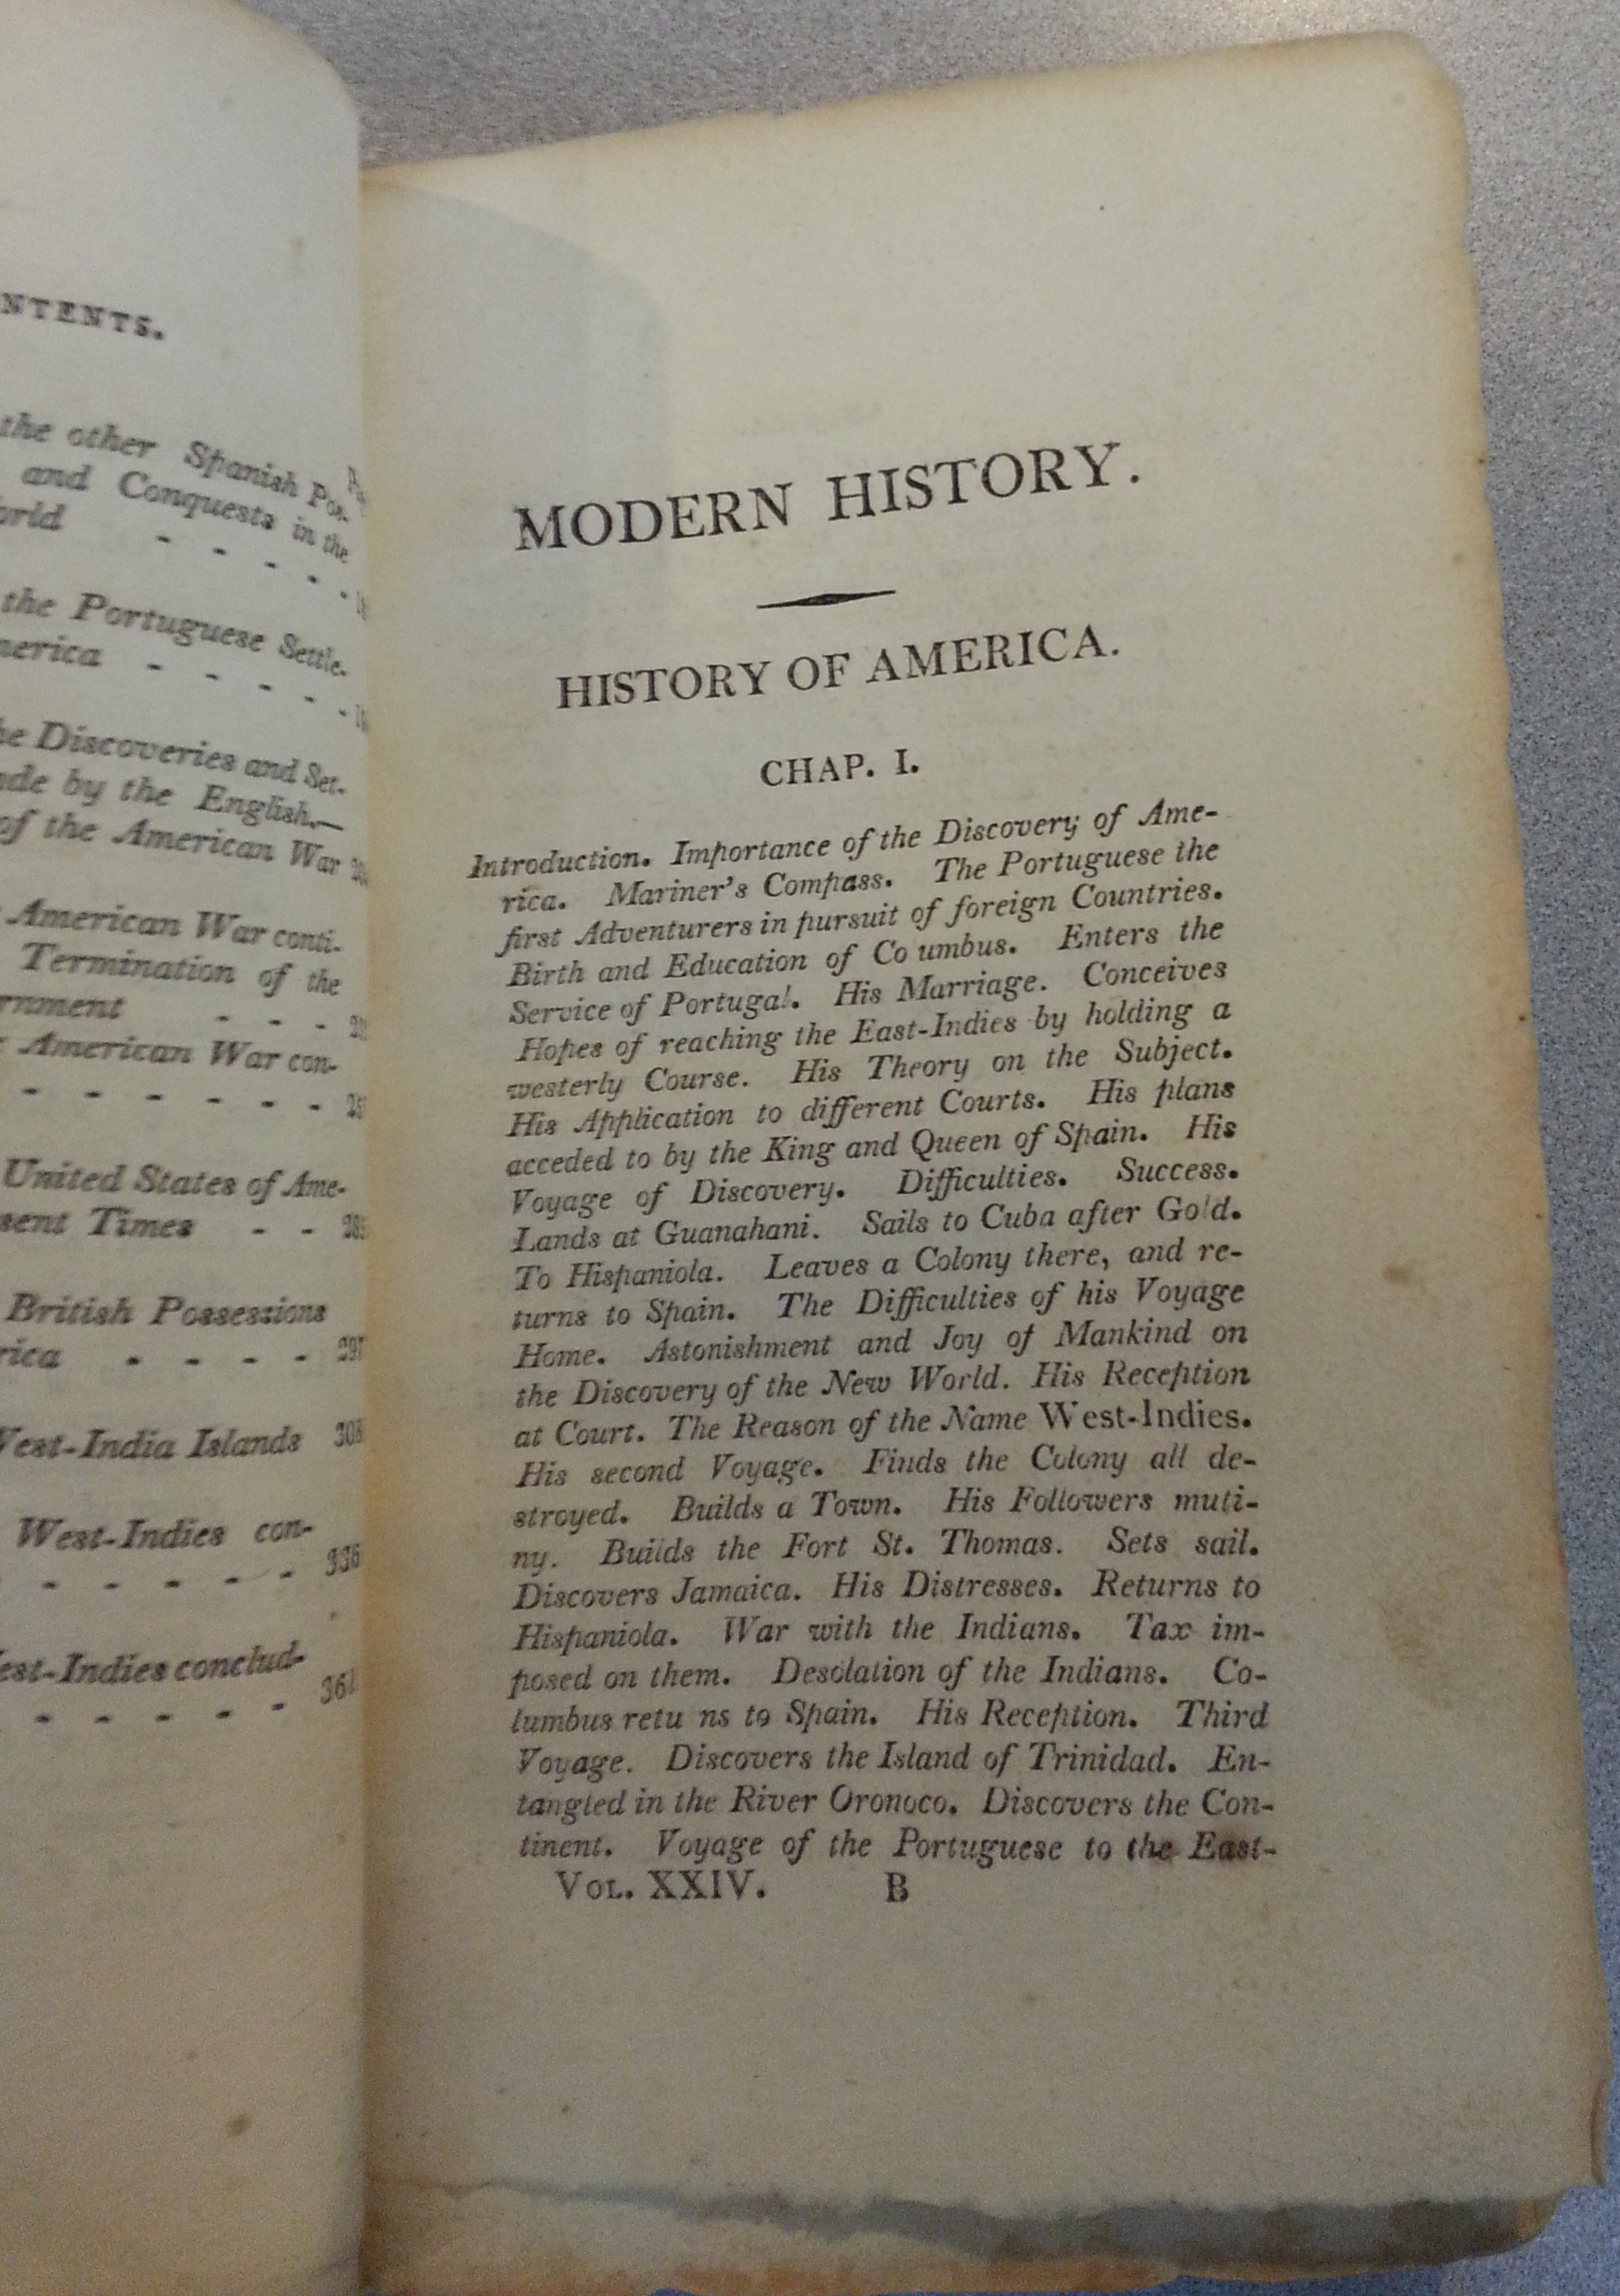 NTENTS.
the other Spanish Pos-
and Conquests in the
orld - - - - -
the Portuguese Settle-
merica - - - - -
he Discoveries and Set-
ade by the English.—
of the American War
American War conti-
Termination of the
rnment - - -
American War con-
- - - - - -
United States of Ame-
sent Times - - 285
British Possessions
rica - - - - 297
West-India Islands 308
West-Indies con-
- - - - - - 336
est-Indies conclud-
- - - - - 361
MODERN HISTORY.
HISTORY OF AMERICA.
CHAP. I.
Introduction. Importance of the Discovery of Ame-
rica. Mariner's Compass. The Portuguese the
first Adventurers in pursuit of foreign Countries.
Birth and Education of Co umbus. Enters the
Service of Portugal. His Marriage. Conceives
Hopes of reaching the East-Indies by holding a
westerly Course. His Theory on the Subject.
His Application to different Courts. His plans
acceded to by the King and Queen of Spain. His
Voyage of Discovery. Difficulties. Success.
Lands at Guanahani. Sails to Cuba after Gold.
To Hispaniola. Leaves a Colony there, and re-
turns to Spain. The Difficulties of his Voyage
Home. Astonishment and Joy of Mankind on
the Discovery of the New World. His Reception
at Court. The Reason of the Name West-Indies.
His second Voyage. Finds the Colony all de-
stroyed. Builds a Town. His Followers muti-
ny. Builds the Fort St. Thomas. Sets sail.
Discovers Jamaica. His Distresses. Returns to
Hispaniola. War with the Indians. Tax im-
posed on them. Desolation of the Indians. Co-
lumbus retu ns to Spain. His Reception. Third
Voyage. Discovers the Island of Trinidad. En-
tangled in the River Oronoco. Discovers the Con-
tinent. Voyage of the Portuguese to the East-
VOL. XXIV. B